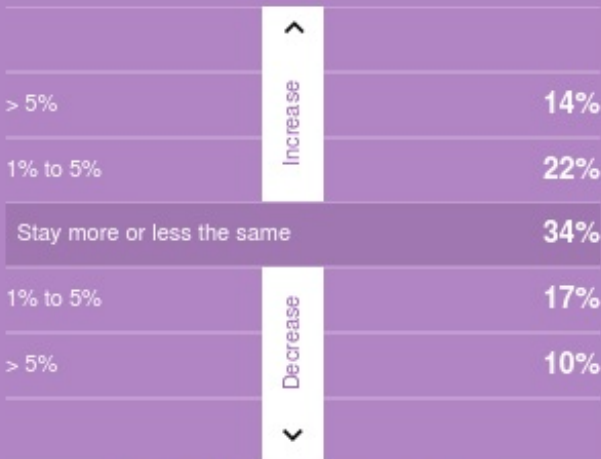 > 5% 14%
Increase
1% to 5% 22%
Stay more or less the same 34%
1% to 5% 17%
Decrease
> 5% 10%